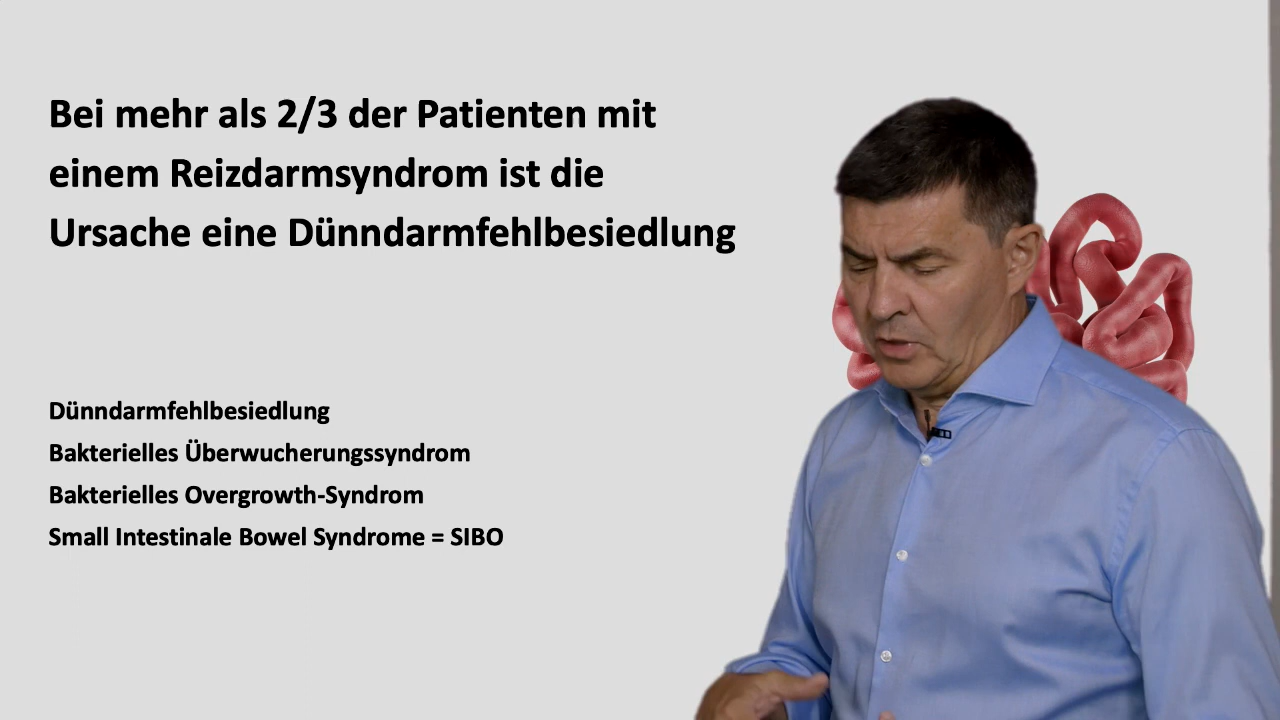 Bei mehr als 2/3 der Patienten mit
einem Reizdarmsyndrom ist die
Ursache eine Dünndarmfehlbesiedlung
Dünndarmfehlbesiedlung
Bakterielles Überwucherungssyndrom
Bakterielles Overgrowth-Syndrom
Small Intestinale Bowel Syndrome = SIBO